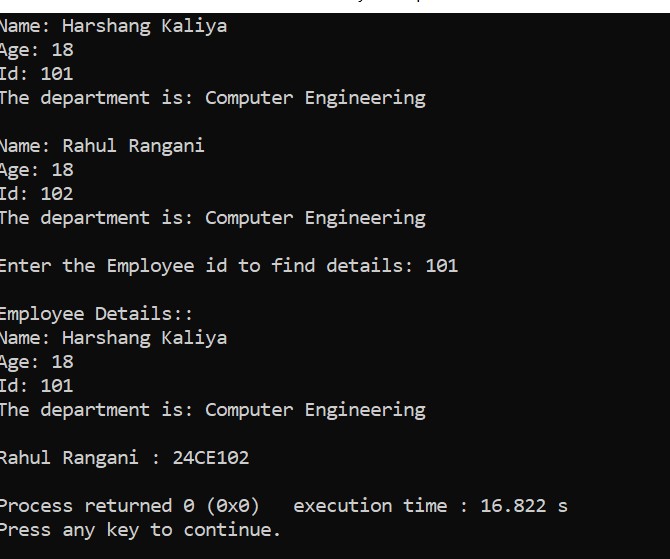 Name: Harshang Kaliya
Age: 18
Id: 101
The department is: Computer Engineering
Name: Rahul Rangani
Age: 18
Id: 102
The department is: Computer Engineering
Enter the Employee id to find details: 101
Employee Details::
Name: Harshang Kaliya
Age: 18
Id: 101
The department is: Computer Engineering
Rahul Rangani : 24CE102
Process returned 0 (0x0)   execution time : 16.822 s
Press any key to continue.